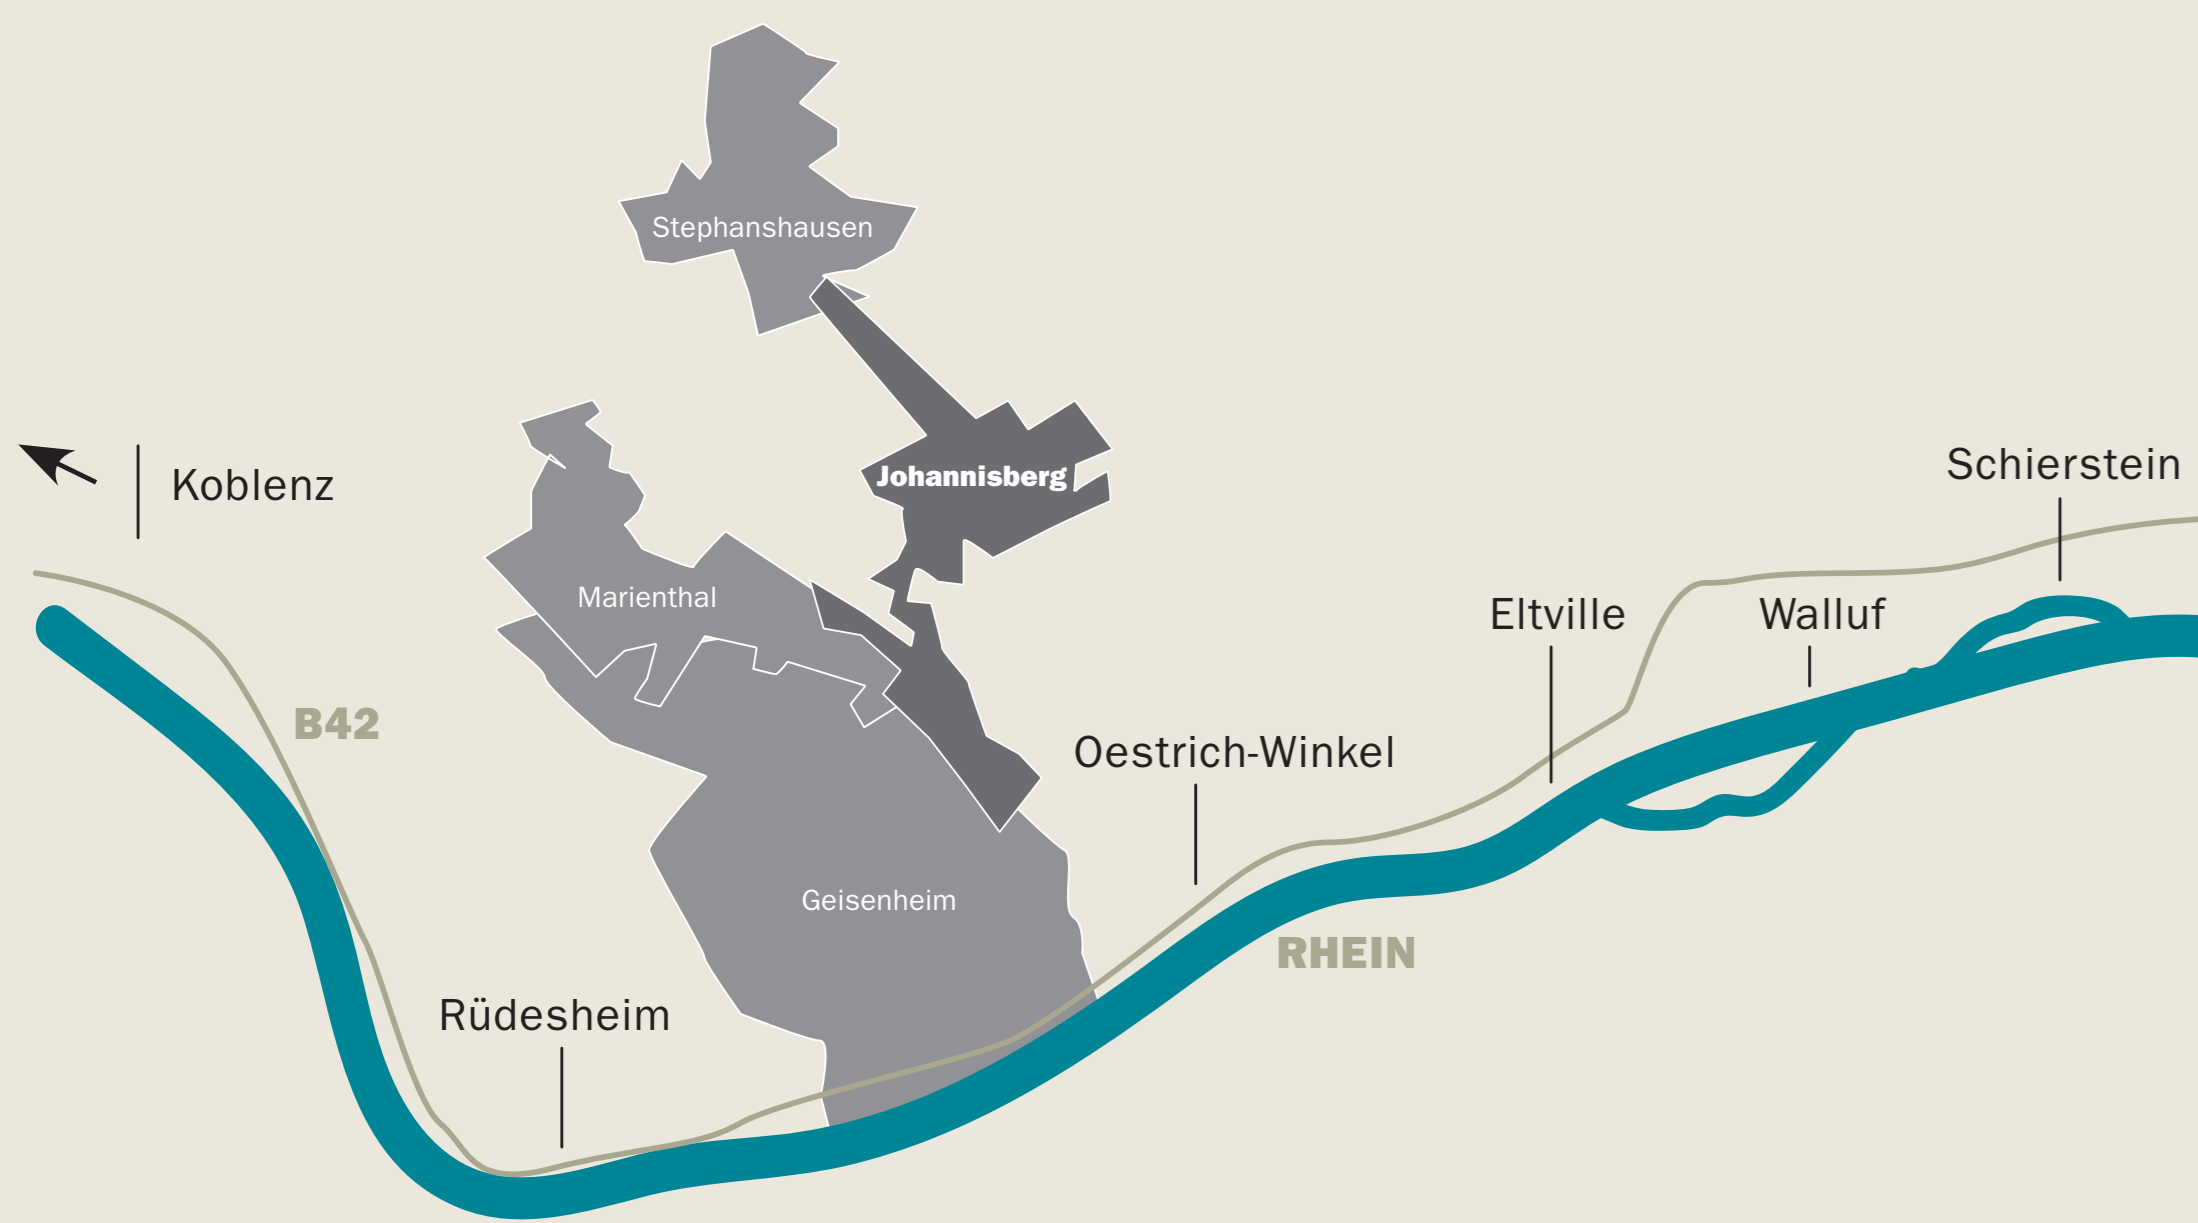 Stephanshausen
Johannisberg
Koblenz
Schierstein
Marienthal
Eltville
Walluf
B42
Oestrich-Winkel
Geisenheim
RHEIN
Rüdesheim